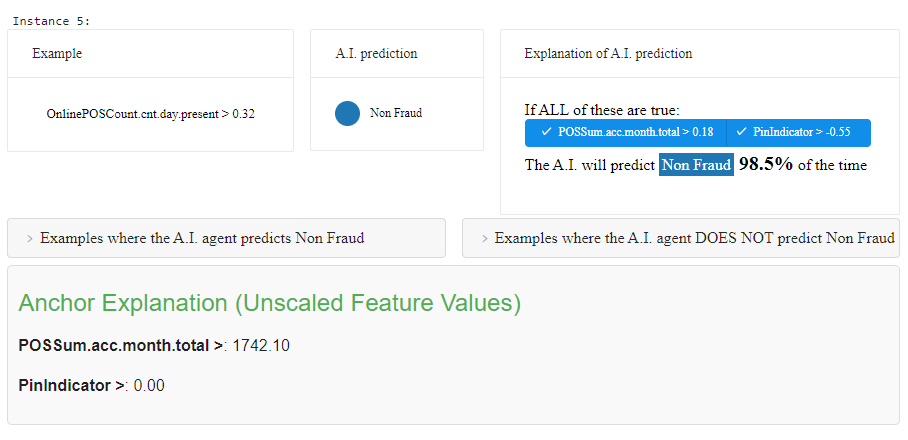 Instance 5:
Example
A.I. prediction
Explanation of A.I. prediction
OnlinePOSCount.cnt.day.present > 0.32
Non Fraud
If ALL of these are true:
✓ POSSum.acc.month.total > 0.18 ✓ PinIndicator > -0.55
The A.I. will predict Non Fraud 98.5% of the time
> Examples where the A.I. agent predicts Non Fraud
> Examples where the A.I. agent DOES NOT predict Non Fraud
Anchor Explanation (Unscaled Feature Values)
POSSum.acc.month.total >: 1742.10
PinIndicator >: 0.00